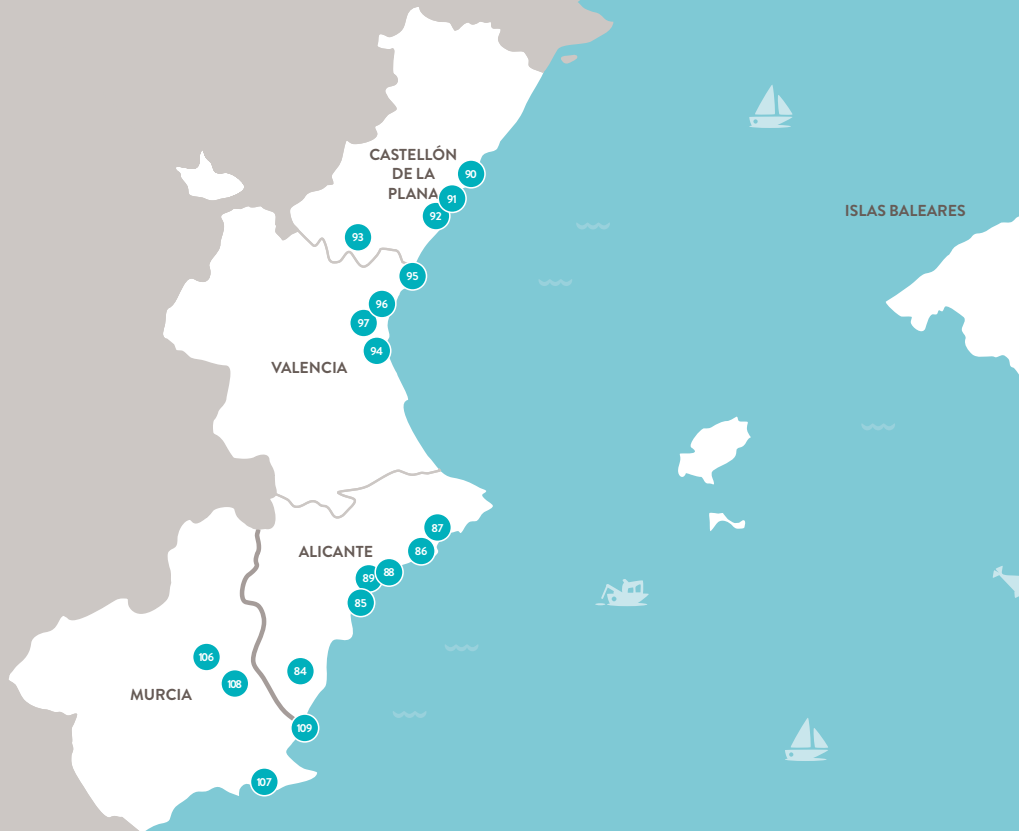 CASTELLÓN
DE LA
PLANA
90
91
92
93
ISLAS BALEARES
95
96
97
94
VALENCIA
87
86
ALICANTE
88
89
85
106
84
108
MURCIA
109
107